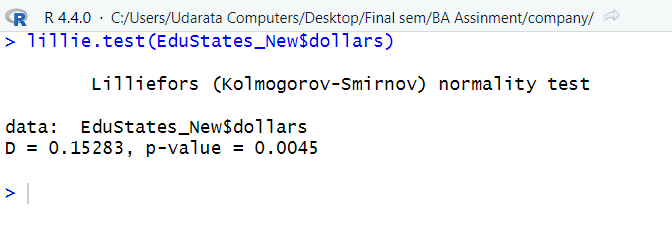 R 4.4.0 · C:/Users/Udarata Computers/Desktop/Final sem/BA Assinment/company/
> lillie.test(EduStates_New$dollars)
Lilliefors (Kolmogorov-Smirnov) normality test
data:  EduStates_New$dollars
D = 0.15283, p-value = 0.0045
>